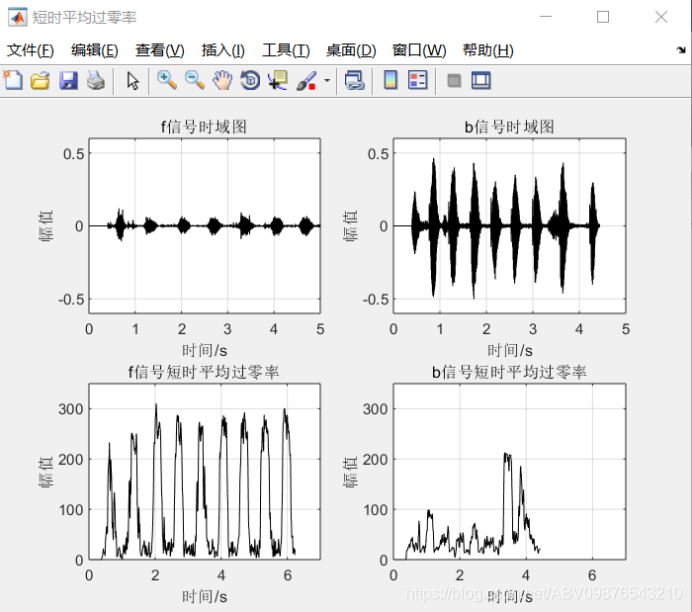 短时平均过零率
文件(F) 编辑(E) 查看(V) 插入(I) 工具(T) 桌面(D) 窗口(W) 帮助(H)
f信号时域图
b信号时域图
0.5
0
-0.5
幅值
0 1 2 3 4 5
时间/s
0.5
0
-0.5
幅值
0 1 2 3 4 5
时间/s
f信号短时平均过零率
b信号短时平均过零率
300
200
100
0
幅值
0 2 4 6
时间/s
300
200
100
0
幅值
0 2 4 6
时间/s
https://blog.csdn.net/ABV09876543210